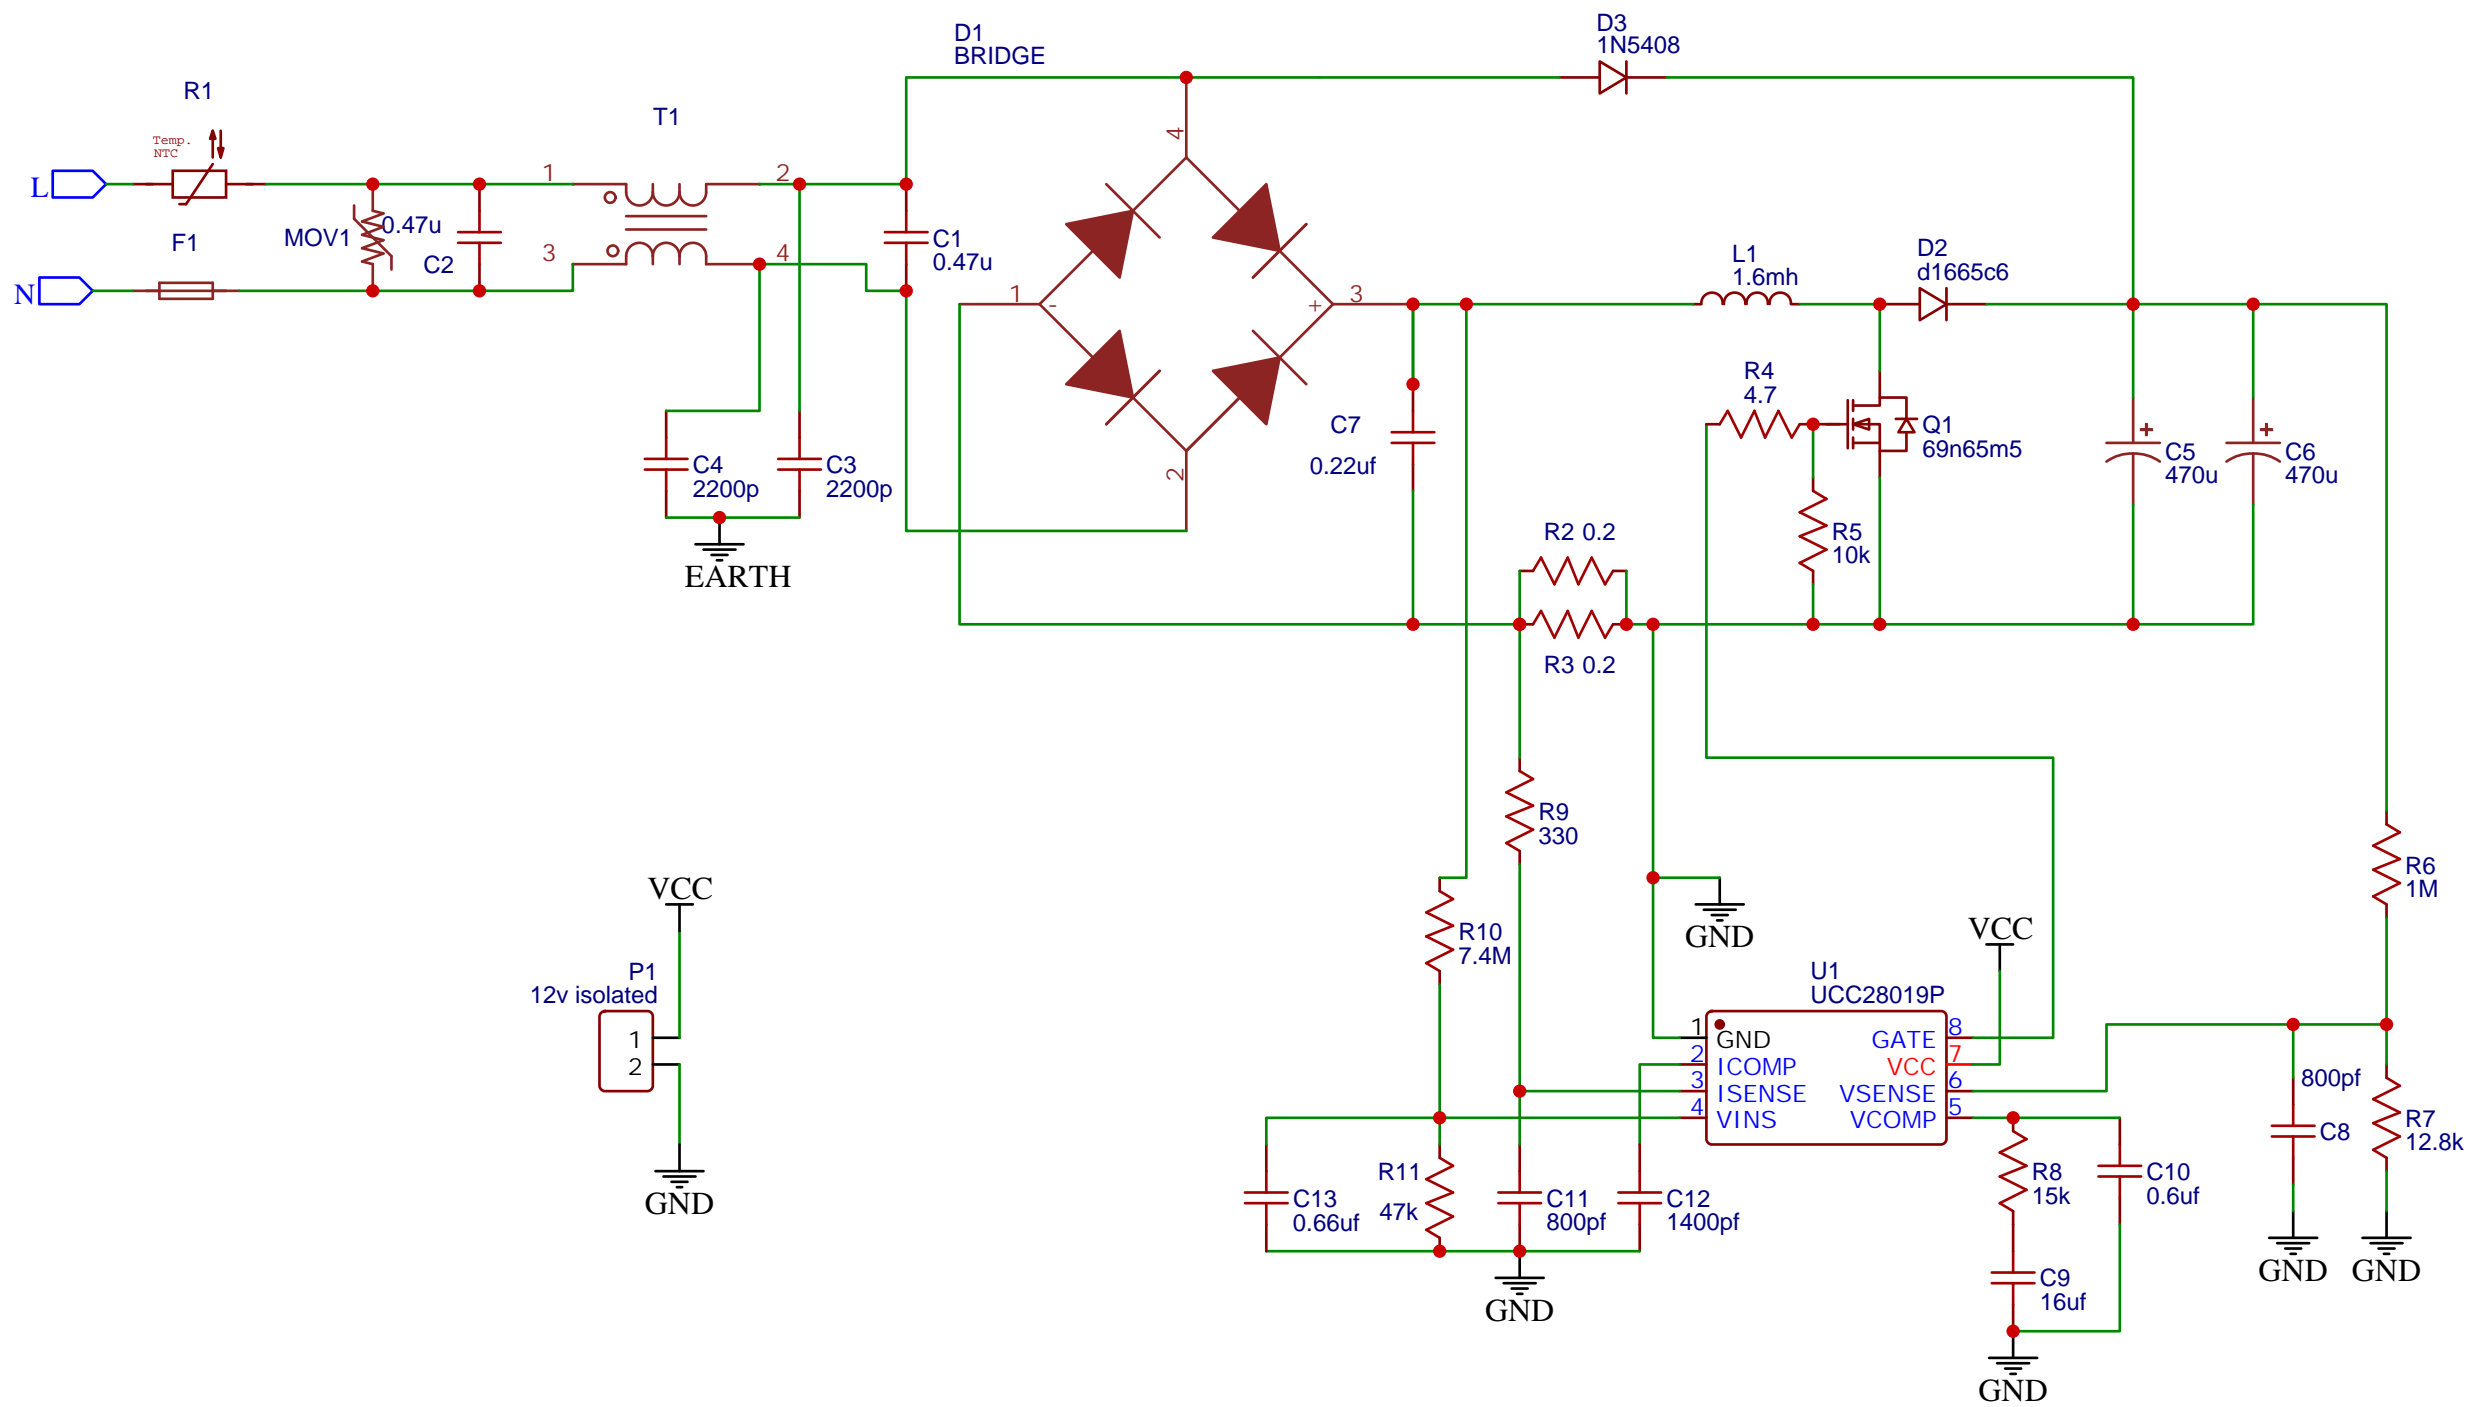 D1
BRIDGE
D3
1N5408
R1
Temp.
NTC
T1
L
1
2
MOV1
0.47u
C2
F1
3
4
N
C1
0.47u
4
1
-
+
3
2
L1
1.6mh
D2
d1665c6
R4
4.7
Q1
69n65m5
C7
0.22uf
C5
470u
C6
470u
C4
2200p
C3
2200p
EARTH
R2 0.2
R5
10k
R3 0.2
R9
330
R6
1M
VCC
R10
7.4M
GND
VCC
P1
12v isolated
1
2
GND
U1
UCC28019P
1
GND
GATE
8
2
ICOMP
VCC
7
3
ISENSE
VSENSE
6
4
VINS
VCOMP
5
800pf
C8
R7
12.8k
R11
47k
C13
0.66uf
C11
800pf
C12
1400pf
R8
15k
C10
0.6uf
C9
16uf
GND
GND
GND
GND